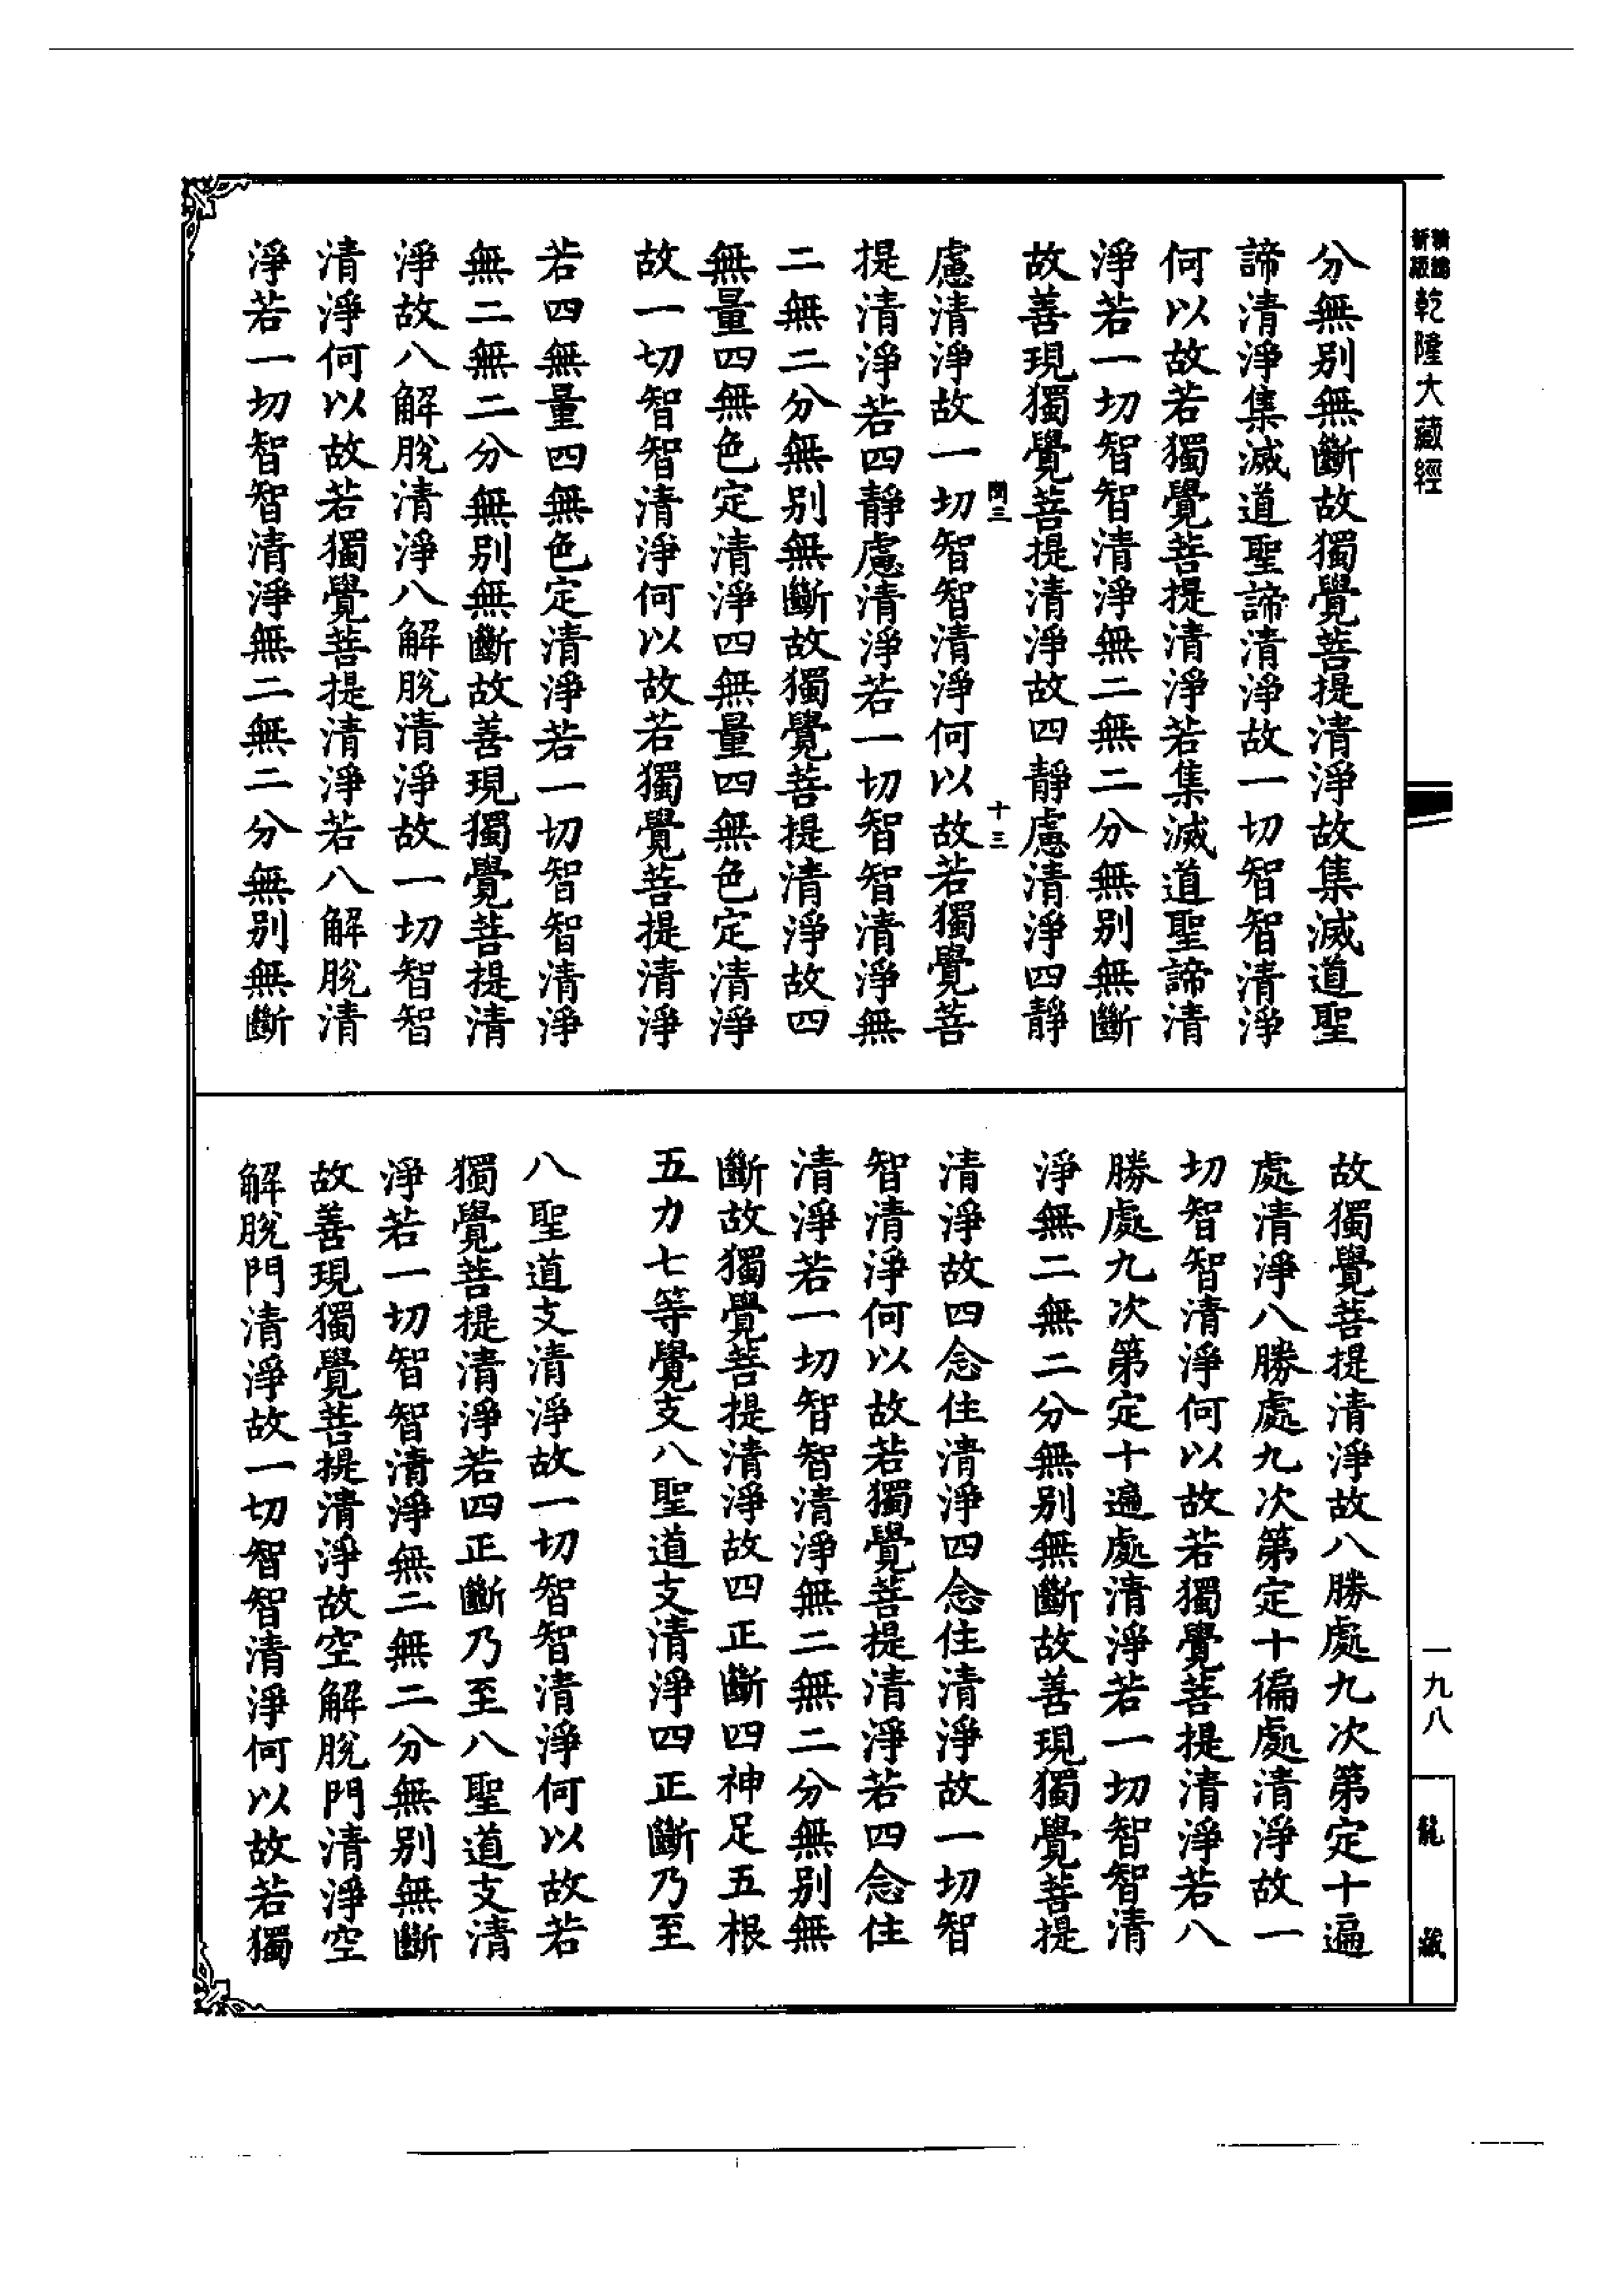 新編
新版
乾隆大藏經
分無別無斷故獨覺菩提清淨故集滅道聖
諦清淨集滅道聖諦清淨故一切智智清淨
何以故若獨覺菩提清淨若集滅道聖諦清
淨若一切智智清淨無二無二分無別無斷
故善現獨覺菩提清淨故四靜慮清淨四靜
十三
慮清淨故一切智智清淨何以故若獨覺菩
提清淨若四靜慮清淨若一切智智清淨無
二無二分無別無斷故獨覺菩提清淨故四
無量四無色定清淨四無量四無色定清淨
故一切智智清淨何以故若獨覺菩提清淨
若四無量四無色定清淨若一切智智清淨
無二無二分無別無斷故善現獨覺菩提清
淨故八解脫清淨八解脫清淨故一切智智
清淨何以故若獨覺菩提清淨若八解脫清
淨若一切智智清淨無二無二分無別無斷
故獨覺菩提清淨故八勝處九次第定十遍
處清淨八勝處九次第定十徧處清淨故一
切智智清淨何以故若獨覺菩提清淨若八
勝處九次第定十遍處清淨若一切智智清
淨無二無二分無別無斷故善現獨覺菩提
清淨故四念住清淨四念住清淨故一切智
智清淨何以故若獨覺菩提清淨若四念住
清淨若一切智智清淨無二無二分無別無
斷故獨覺菩提清淨故四正斷四神足五根
五力七等覺支八聖道支清淨四正斷乃至
八聖道支清淨故一切智智清淨何以故若
獨覺菩提清淨若四正斷乃至八聖道支清
淨若一切智智清淨無二無二分無別無斷
故善現獨覺菩提清淨故空解脫門清淨空
解脫門清淨故一切智智清淨何以故若獨
一九八
龍藏